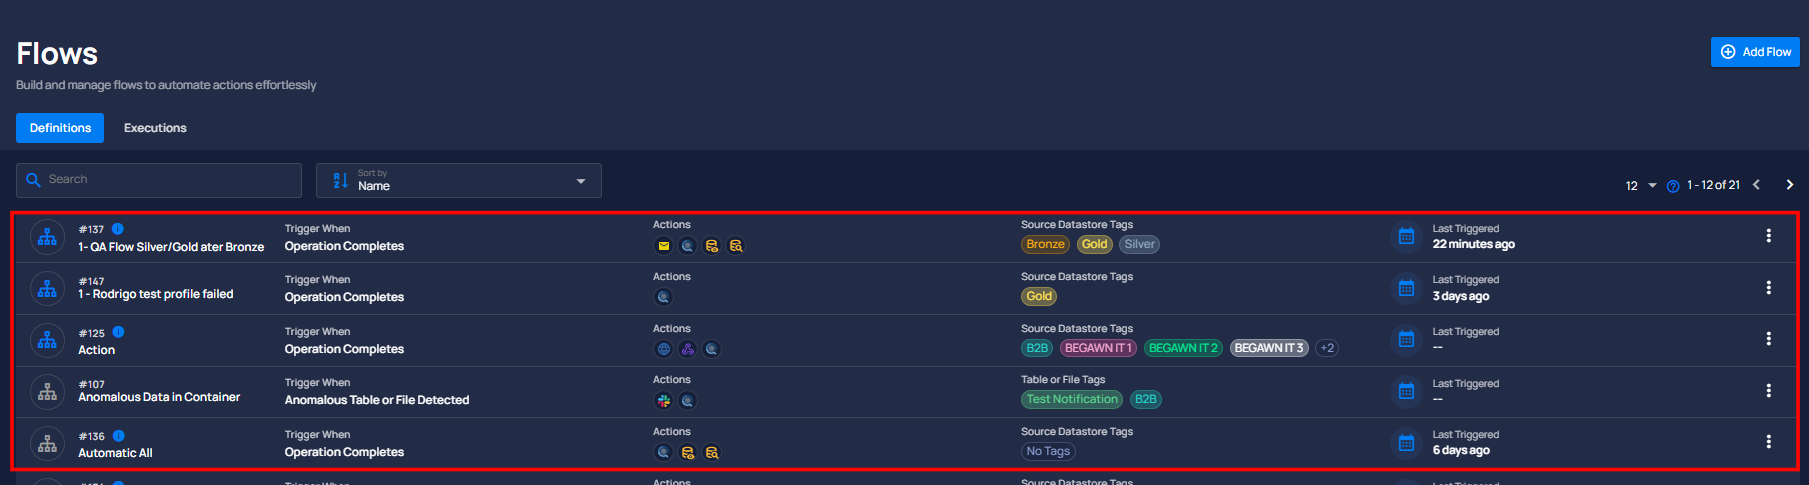 Flows
Add Flow
Build and manage flows to automate actions effortlessly
Definitions Executions
Search
Sort by
Name
12 1 - 12 of 21
#137
1- QA Flow Silver/Gold ater Bronze
Trigger When
Operation Completes
Actions
Source Datastore Tags
Bronze Gold Silver
Last Triggered
22 minutes ago
#147
1 - Rodrigo test profile failed
Trigger When
Operation Completes
Actions
Source Datastore Tags
Gold
Last Triggered
3 days ago
#125
Action
Trigger When
Operation Completes
Actions
Source Datastore Tags
B2B BEGAWN IT 1 BEGAWN IT 2 BEGAWN IT 3 +2
Last Triggered
--
#107
Anomalous Data in Container
Trigger When
Anomalous Table or File Detected
Actions
Table or File Tags
Test Notification B2B
Last Triggered
--
#136
Automatic All
Trigger When
Operation Completes
Actions
Source Datastore Tags
No Tags
Last Triggered
6 days ago
Trigger When
Actions
Source Datastore Tags
Last Triggered